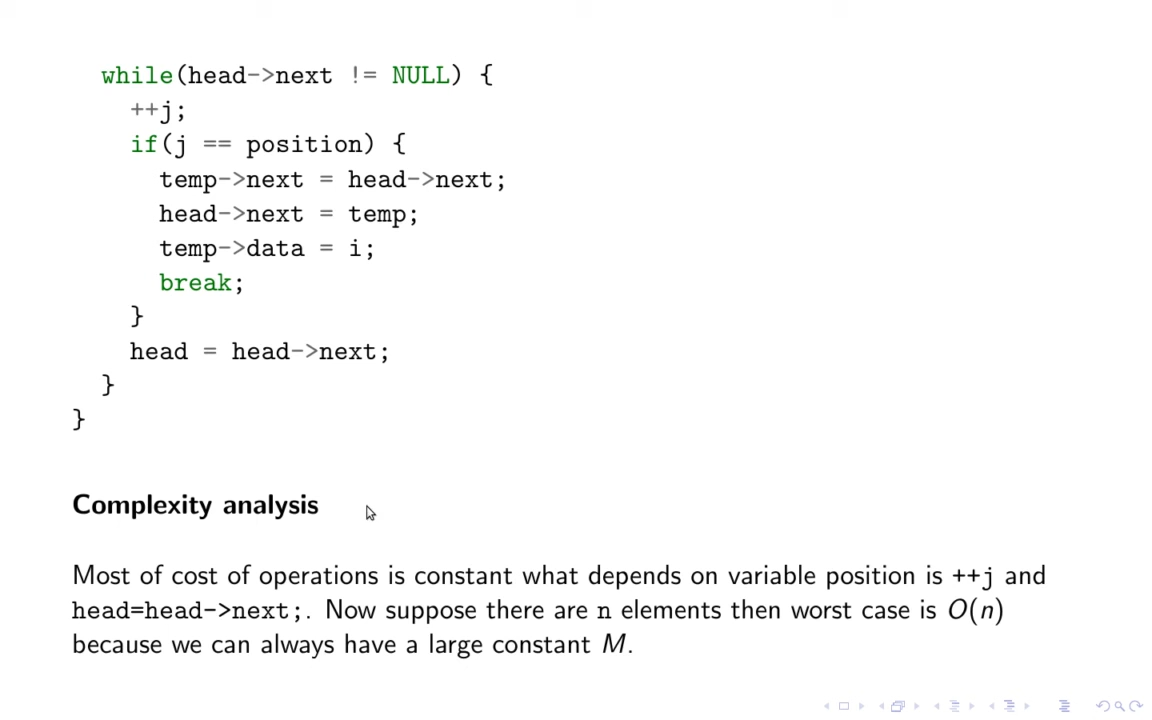 while(head->next != NULL) {
++j;
if(j == position) {
temp->next = head->next;
head->next = temp;
temp->data = i;
break;
}
head = head->next;
}
}
Complexity analysis
Most of cost of operations is constant what depends on variable position is ++j and
head=head->next;. Now suppose there are n elements then worst case is O(n)
because we can always have a large constant M.